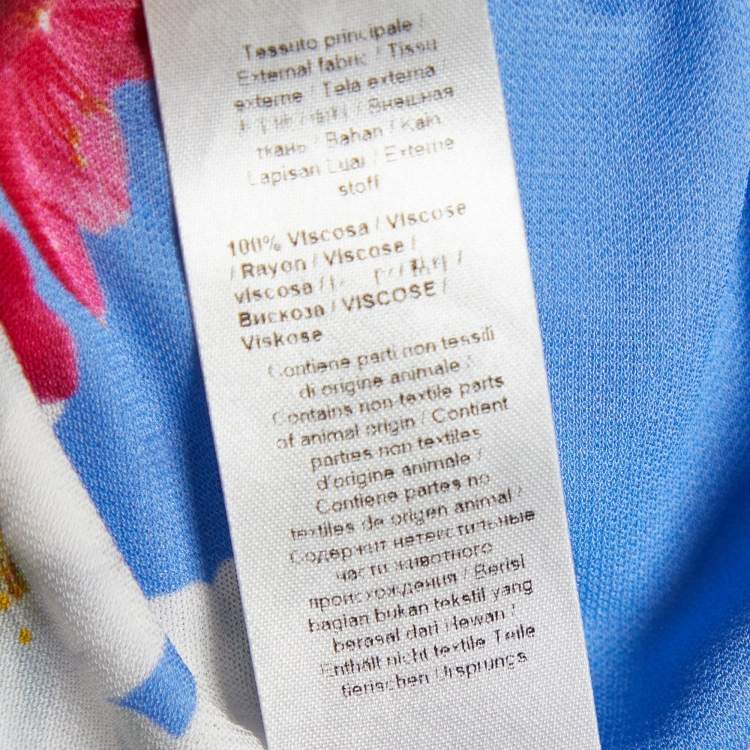 Tessuto principale /
External fabric / Tissu
externe / Tela externa /
/ Внешняя
ткань / Bahan / Kain
Lapisan Luar / Externe
stoff
100% Viscosa / Viscose
/ Rayon / Viscose /
viscosa /
Вискоза / VISCOSE /
Viskose
Contiene parti non tessili
di origine animale /
Contains non-textile parts
of animal origin / Contient
parties non textiles
d'origine animale /
Contiene partes no
textiles de origen animal /
Содержит нетекстильные
части животного
происхождения / Berisi
bagian bukan tekstil yang
berasal dari Hewan /
Enthält nicht textile Teile
tierischen Ursprungs